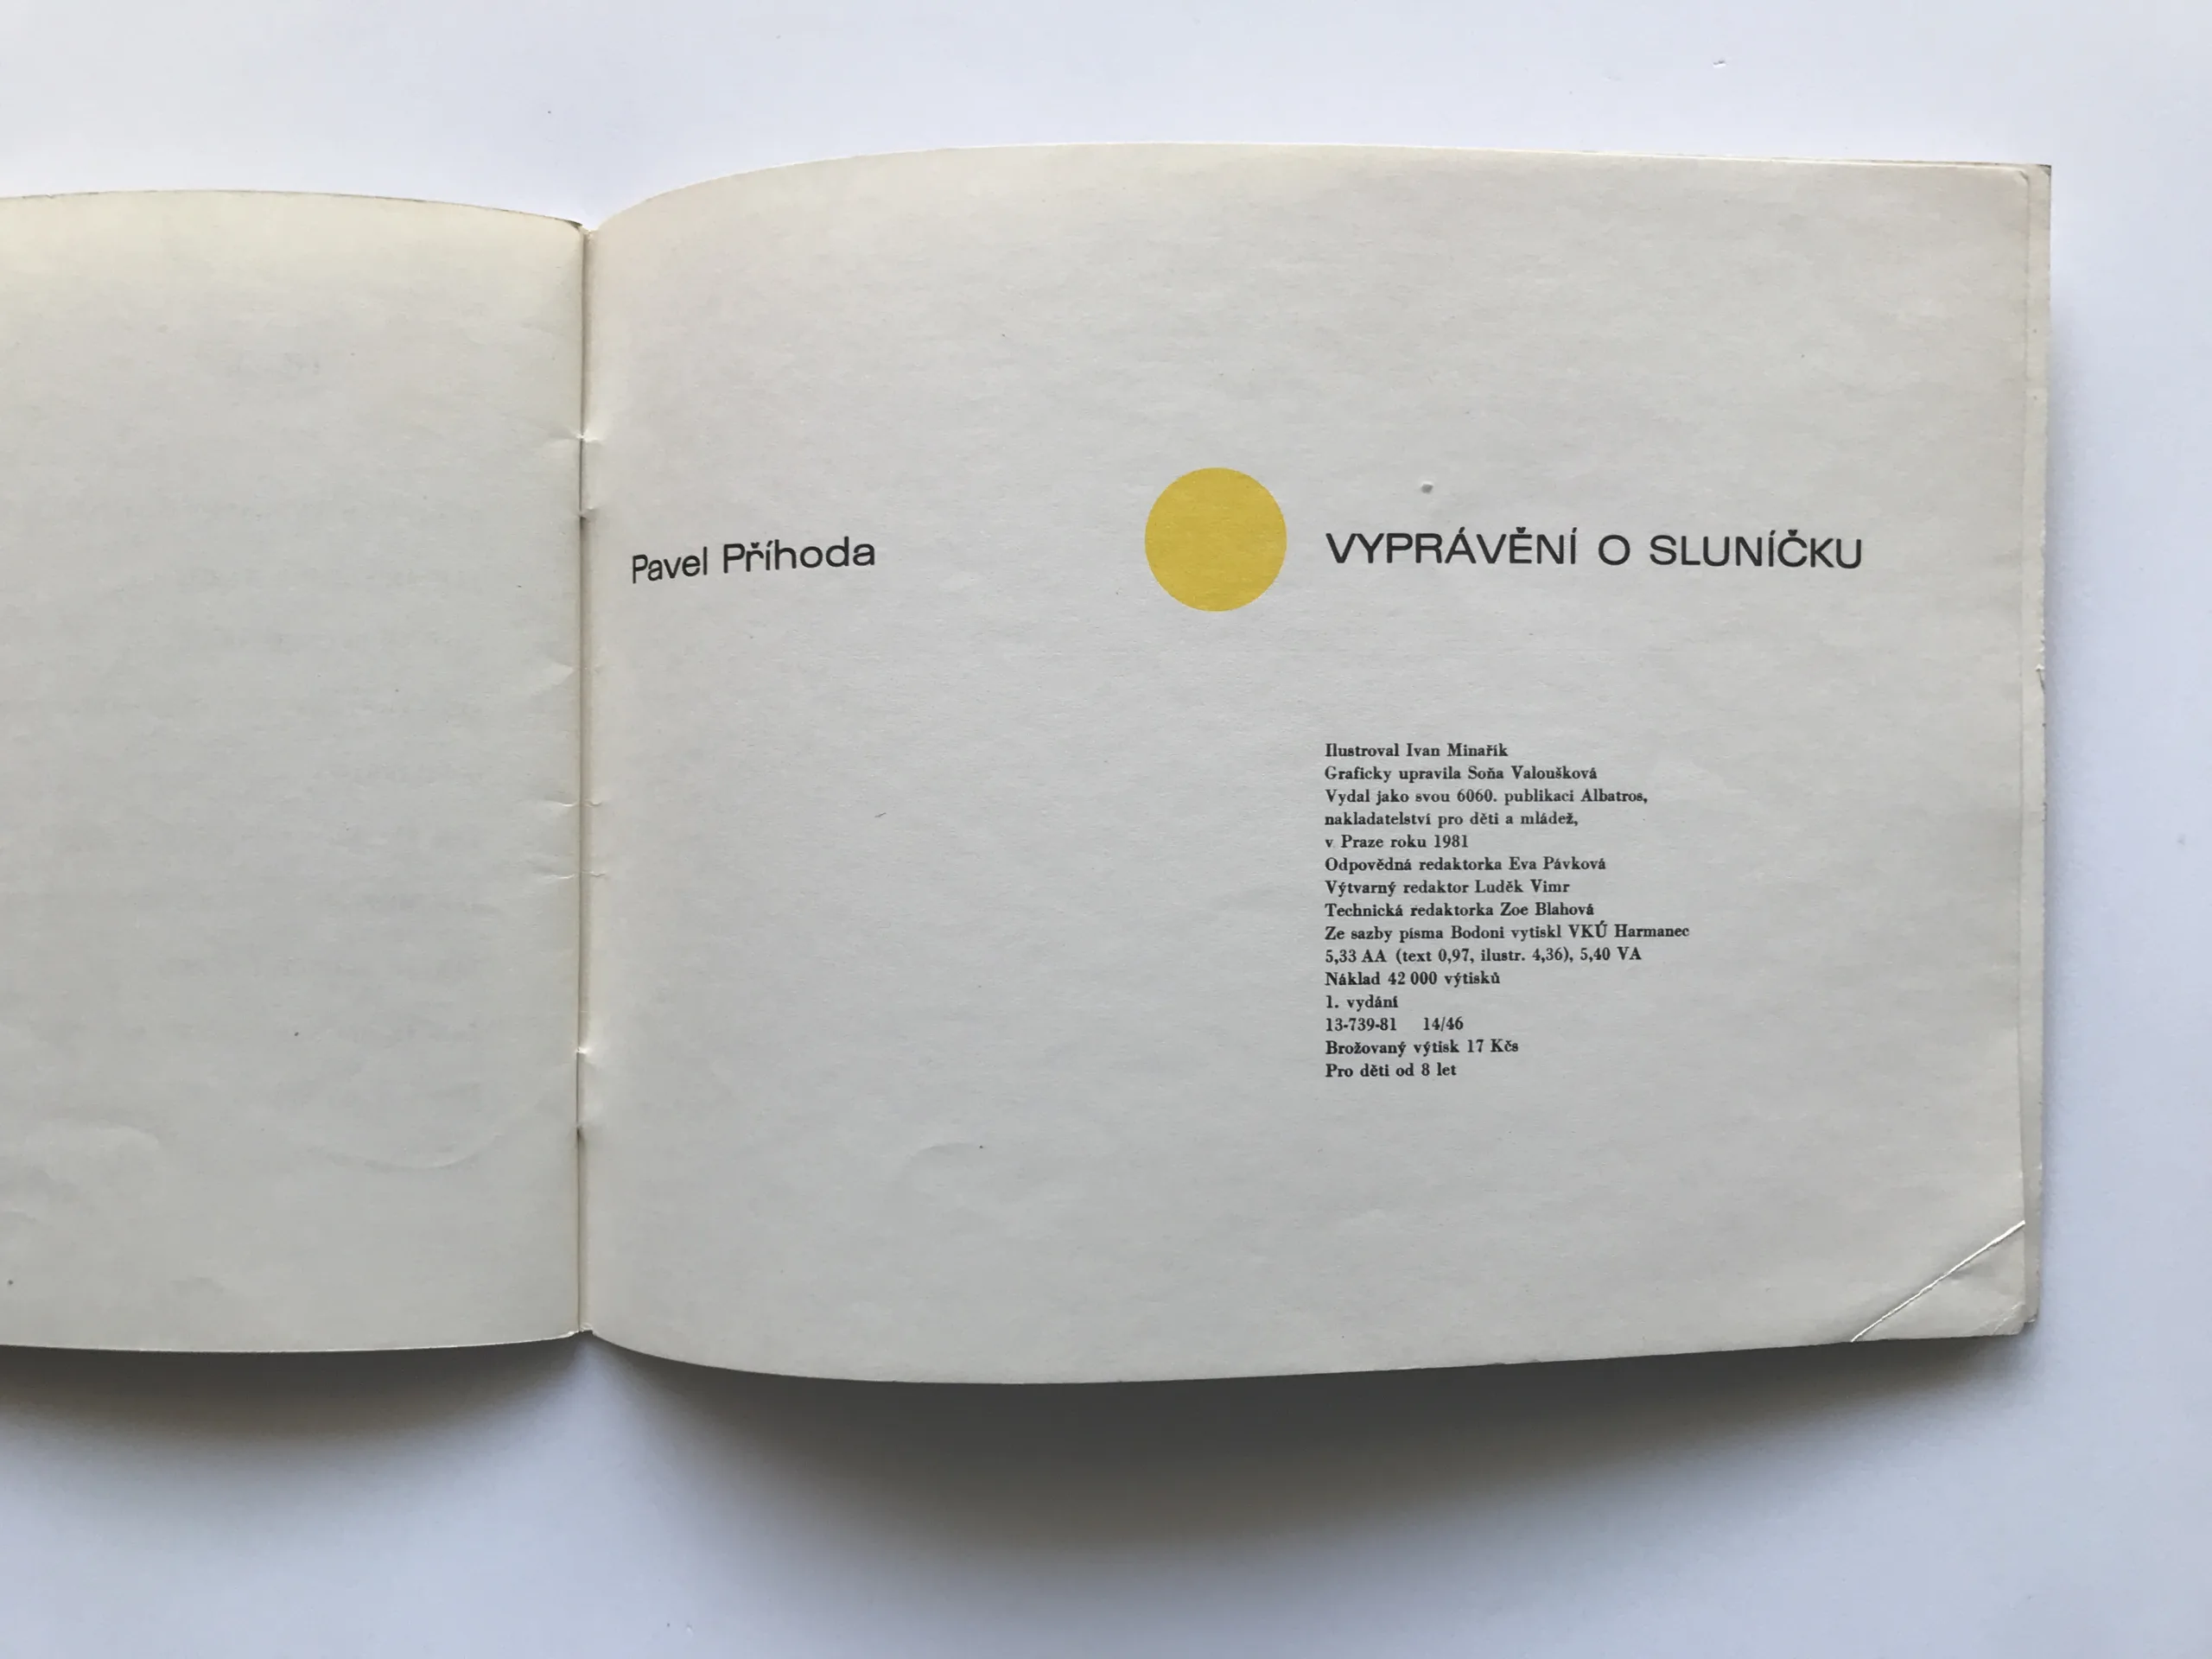 Pavel Příhoda
VYPRÁVĚNÍ O SLUNÍČKU
Ilustroval Ivan Minařík
Graficky upravila Soňa Valoušková
Vydal jako svou 6060. publikaci Albatros,
nakladatelství pro děti a mládež,
v Praze roku 1981
Odpovědná redaktorka Eva Pávková
Výtvarný redaktor Luděk Vimr
Technická redaktorka Zoe Blahová
Ze sazby písma Bodoni vytiskl VKÚ Harmanec
5,33 AA (text 0,97, ilustr. 4,36), 5,40 VA
Náklad 42 000 výtisků
1. vydání
13-739-81 14/46
Brožovaný výtisk 17 Kčs
Pro děti od 8 let